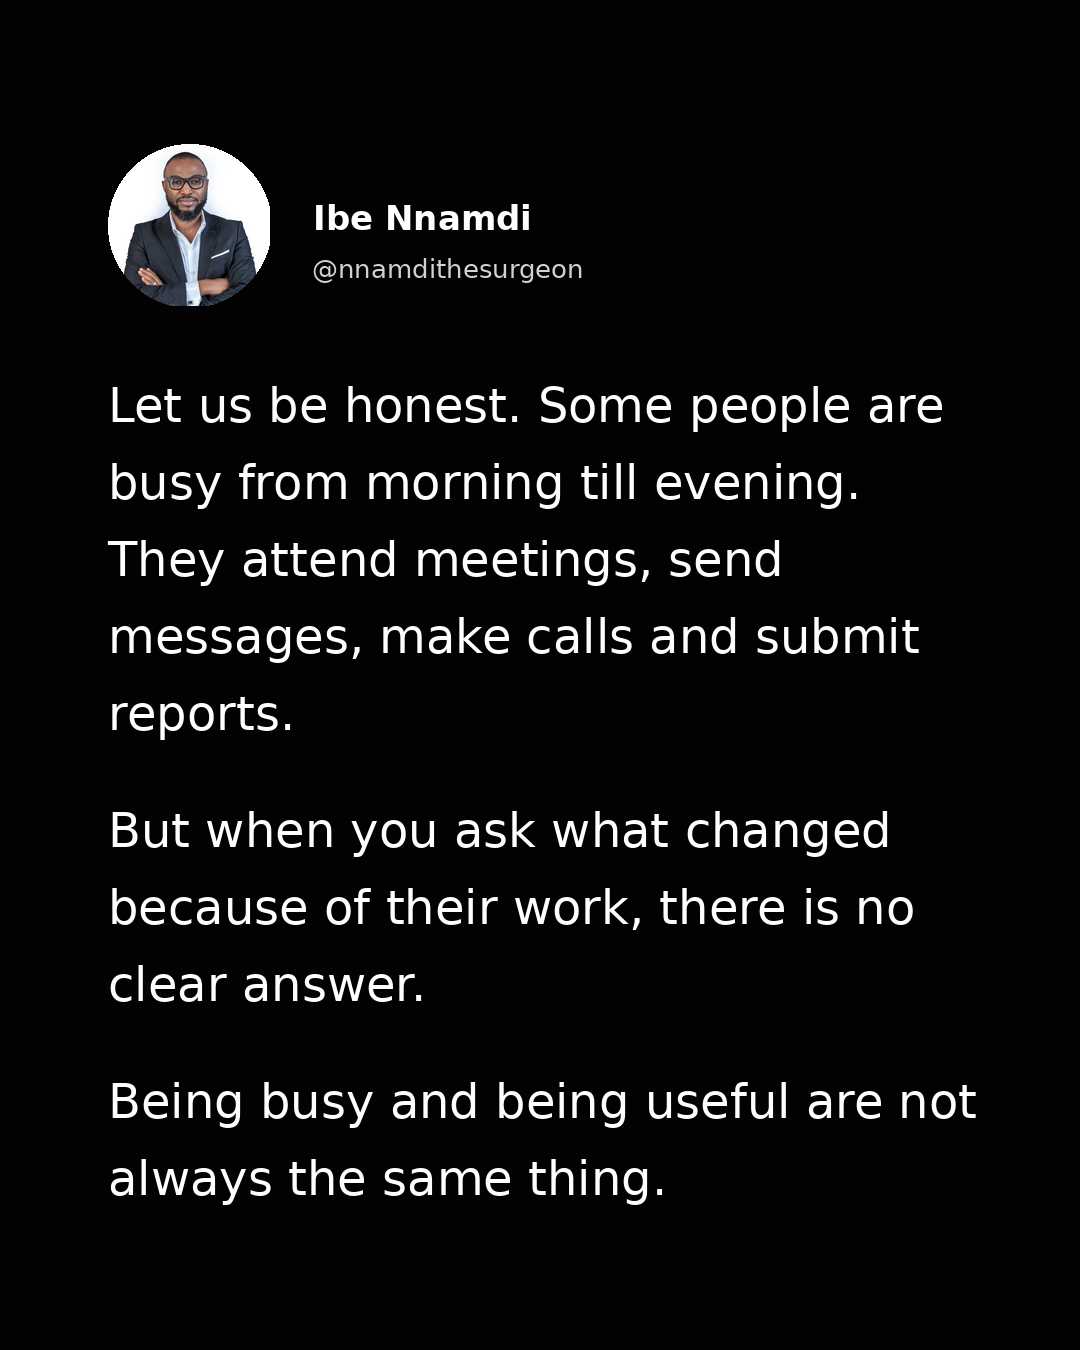 Ibe Nnamdi
@nnamdithesurgeon
Let us be honest. Some people are
busy from morning till evening.
They attend meetings, send
messages, make calls and submit
reports.
But when you ask what changed
because of their work, there is no
clear answer.
Being busy and being useful are not
always the same thing.